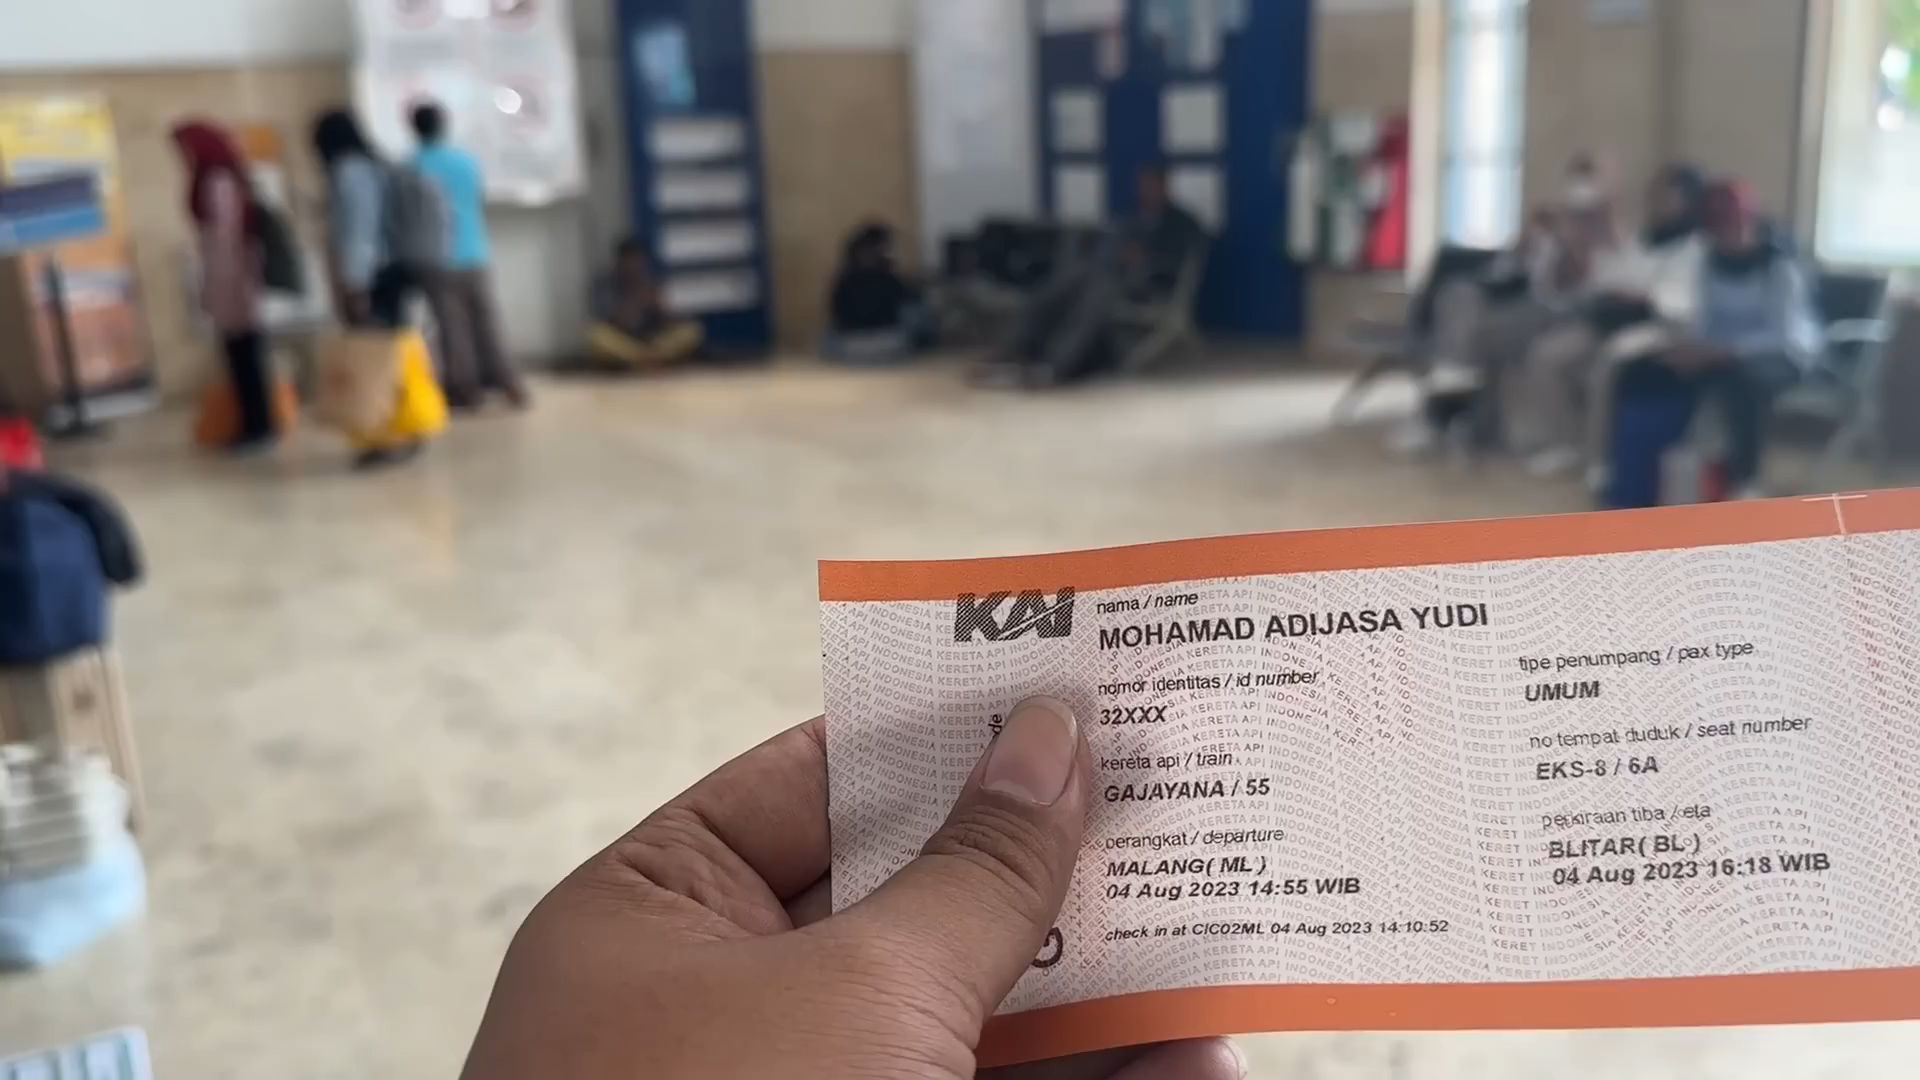 KAI
nama / name
MOHAMAD ADIJASA YUDI
nomor identitas / id number
32XXX
kereta api / train
GAJAYANA / 55
berangkat / departure
MALANG( ML )
04 Aug 2023 14:55 WIB
check in at CIC02ML 04 Aug 2023 14:10:52
tipe penumpang / pax type
UMUM
no tempat duduk / seat number
EKS-8 / 6A
perkiraan tiba / eta
BLITAR( BL )
04 Aug 2023 16:18 WIB